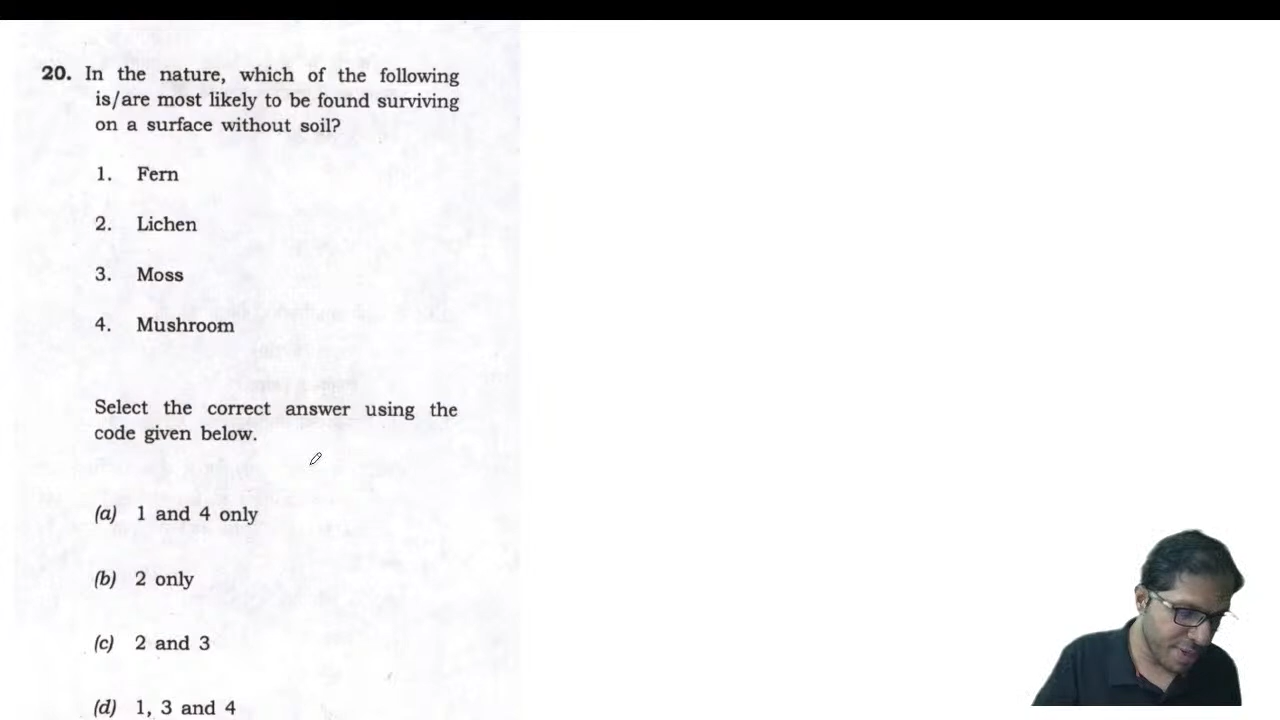 20. In the nature, which of the following
is/are most likely to be found surviving
on a surface without soil?
1. Fern
2. Lichen
3. Moss
4. Mushroom
Select the correct answer using the
code given below.
(a) 1 and 4 only
(b) 2 only
(c) 2 and 3
(d) 1, 3 and 4